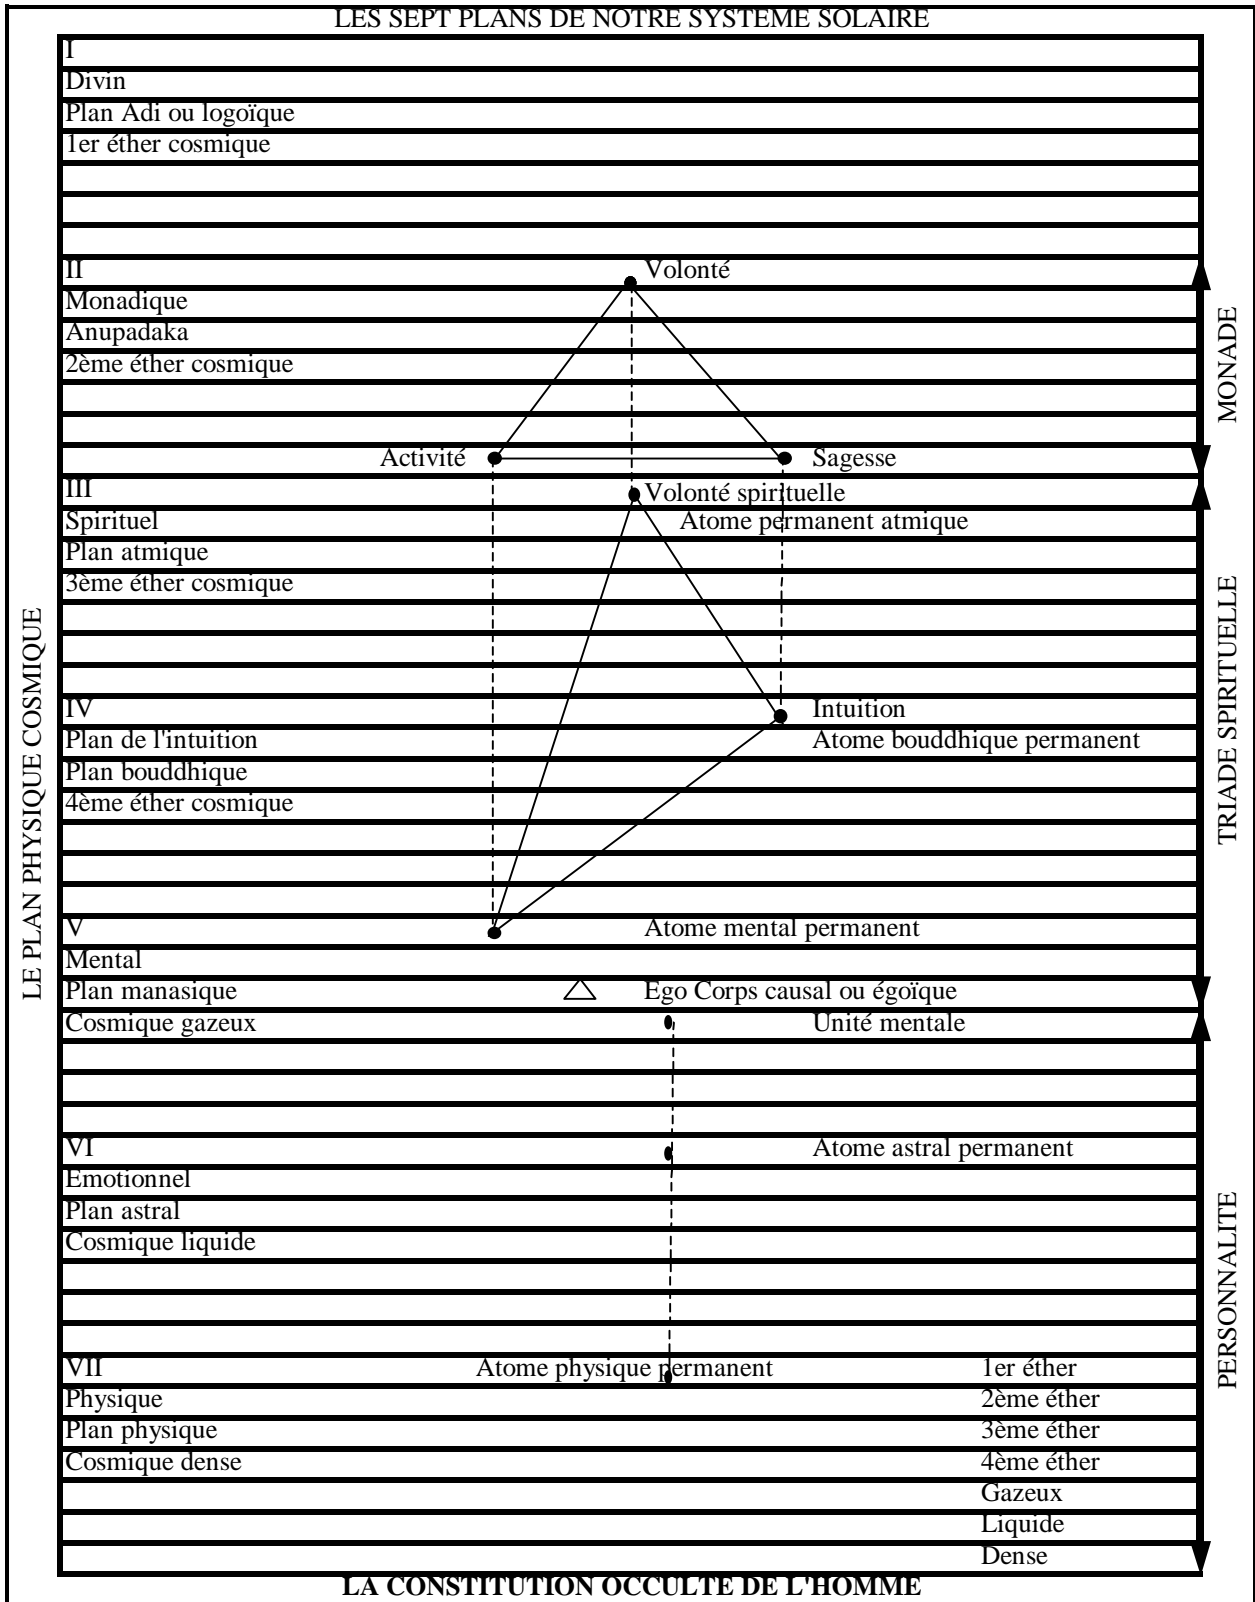 LES SEPT PLANS DE NOTRE SYSTEME SOLAIRE
I
Divin
Plan Adi ou logoïque
1er éther cosmique
II
Volonté
Monadique
Anupadaka
2ème éther cosmique
Activité
Sagesse
MONADE
III
Volonté spirituelle
Spirituel
Atome permanent atmique
Plan atmique
3ème éther cosmique
IV
Intuition
Plan de l'intuition
Atome bouddhique permanent
Plan bouddhique
4ème éther cosmique
TRIADE SPIRITUELLE
LE PLAN PHYSIQUE COSMIQUE
V
Atome mental permanent
Mental
Plan manasique
Ego Corps causal ou égoïque
Cosmique gazeux
Unité mentale
VI
Atome astral permanent
Emotionnel
Plan astral
Cosmique liquide
PERSONNALITE
VII
Atome physique permanent
1er éther
Physique
2ème éther
Plan physique
3ème éther
Cosmique dense
4ème éther
Gazeux
Liquide
Dense
LA CONSTITUTION OCCULTE DE L'HOMME